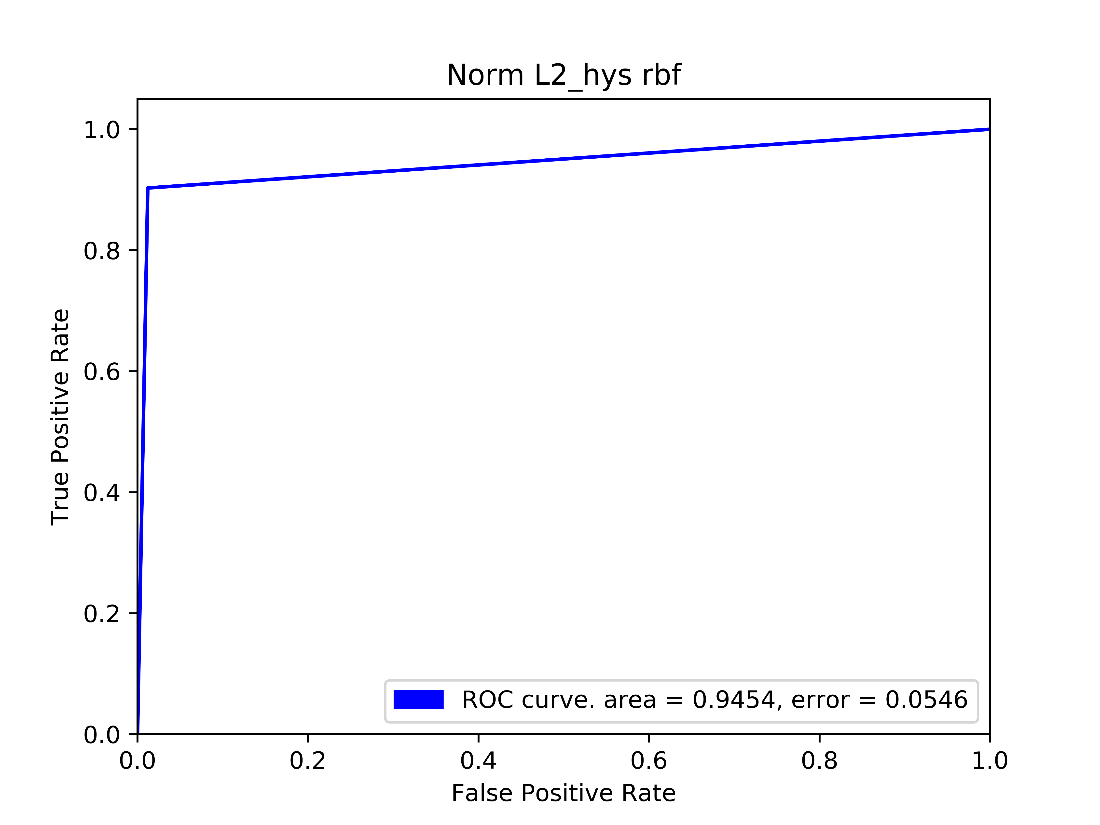 Norm L2_hys rbf
1.0
0.8
0.6
0.4
0.2
0.0
True Positive Rate
ROC curve. area = 0.9454, error = 0.0546
0.0 0.2 0.4 0.6 0.8 1.0
False Positive Rate